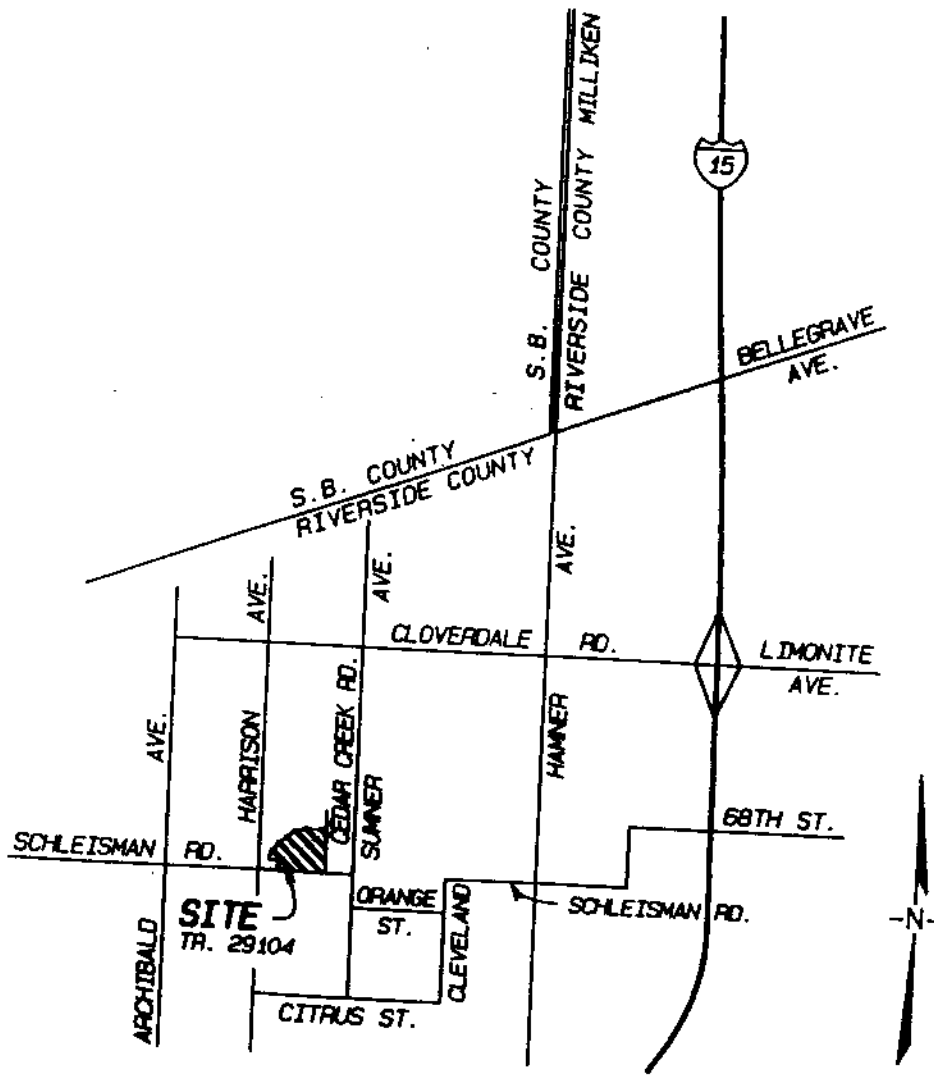 S.B. COUNTY
RIVERSIDE COUNTY MILLIKEN
15
BELLEGRAVE
AVE.
S.B. COUNTY
RIVERSIDE COUNTY
AVE.
AVE.
AVE.
AVE.
CLOVERDALE RD.
LIMONITE
AVE.
HARRISON
CEDAR CREEK RD.
SUMNER
HAMNER
SCHLEISMAN RD.
68TH ST.
SITE
TR. 29104
ORANGE
ST.
CLEVELAND
SCHLEISMAN RD.
ARCHIBALD
CITRUS ST.
-N-